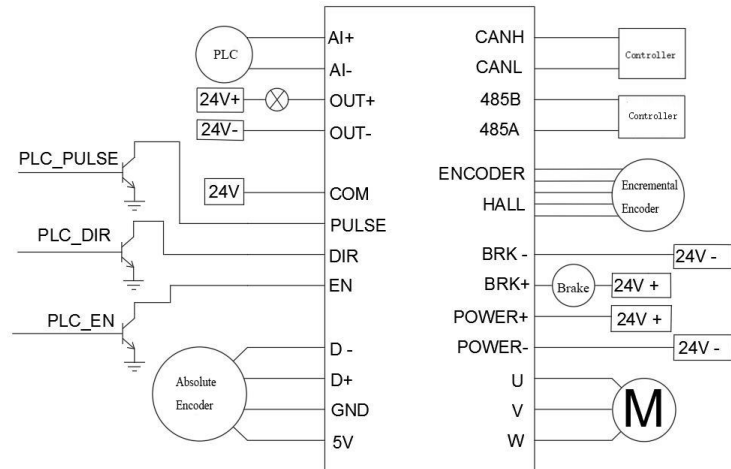 AI+
PLC
AI-
24V+
OUT+
24V-
OUT-
PLC_PULSE
24V
COM
PULSE
PLC_DIR
DIR
EN
PLC_EN
D -
Absolute
Encoder
D+
GND
5V
CANH
Controller
CANL
485B
Controller
485A
ENCODER
Encremental
Encoder
HALL
BRK -
24V -
BRK+
Brake
24V +
POWER+
24V +
POWER-
24V -
U
V
M
W